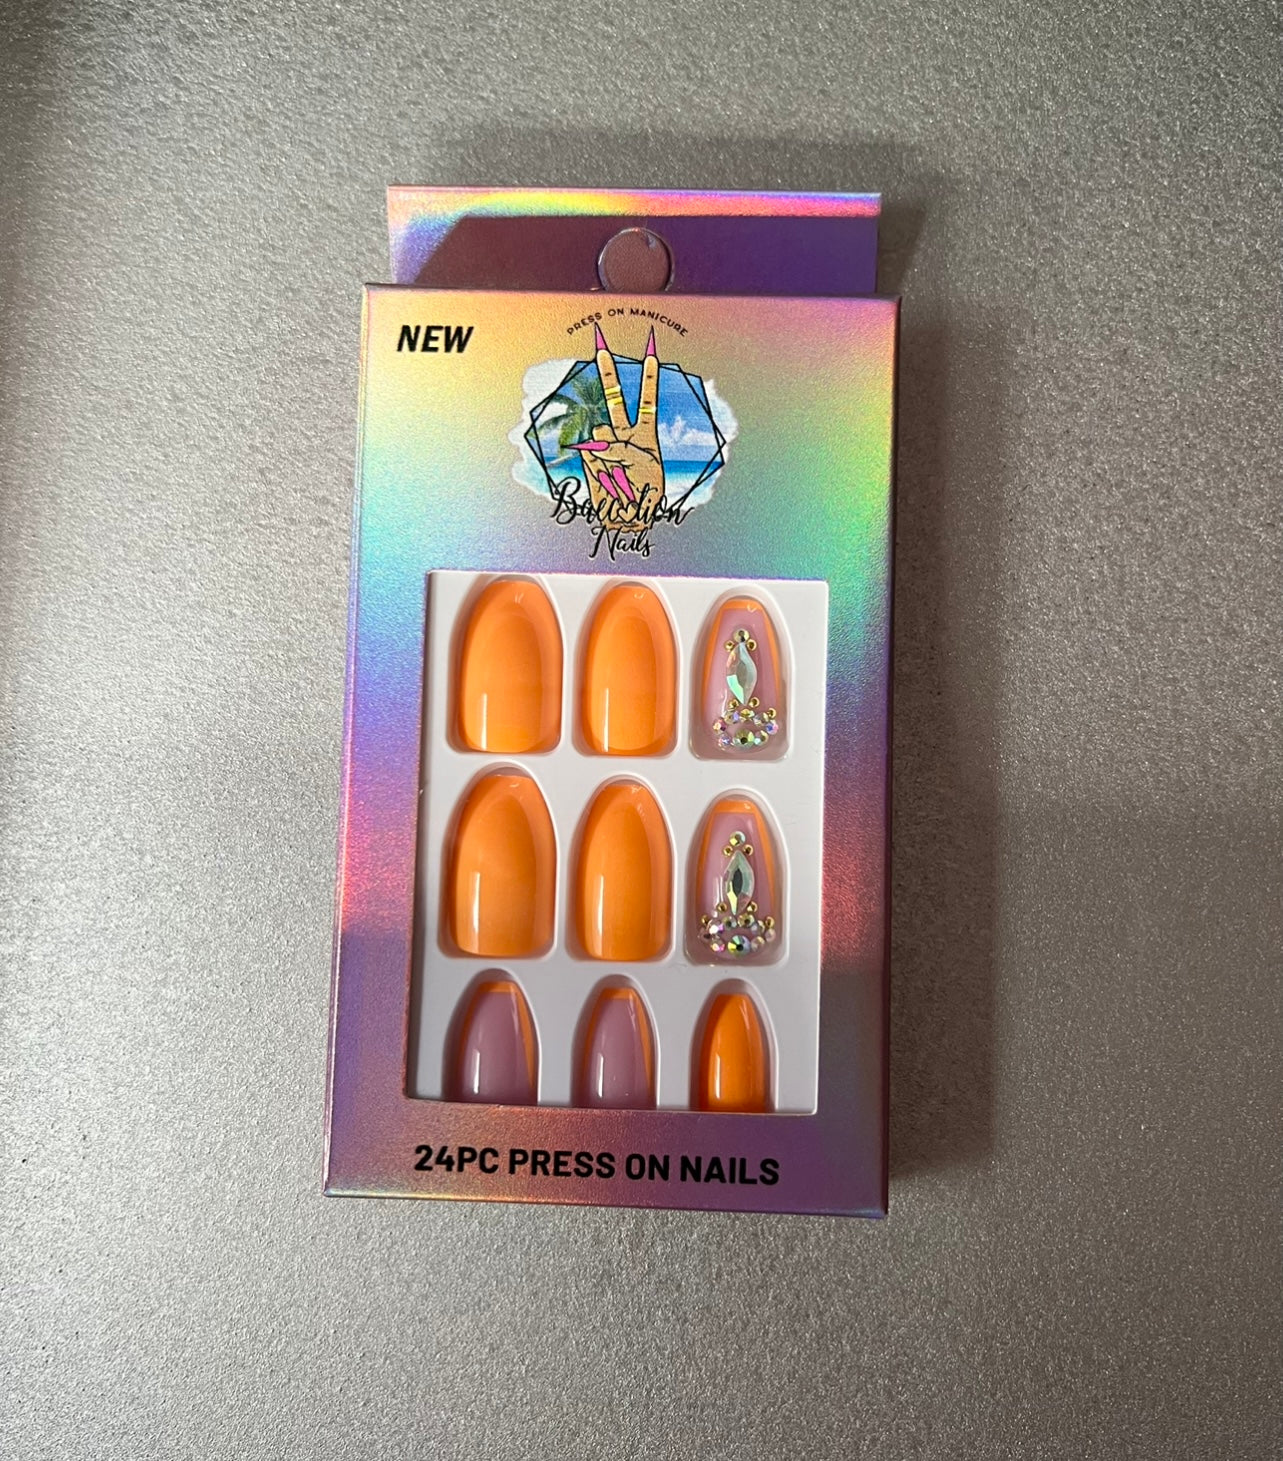 NEW
PRESS ON MANICURE
Nails
24PC PRESS ON NAILS